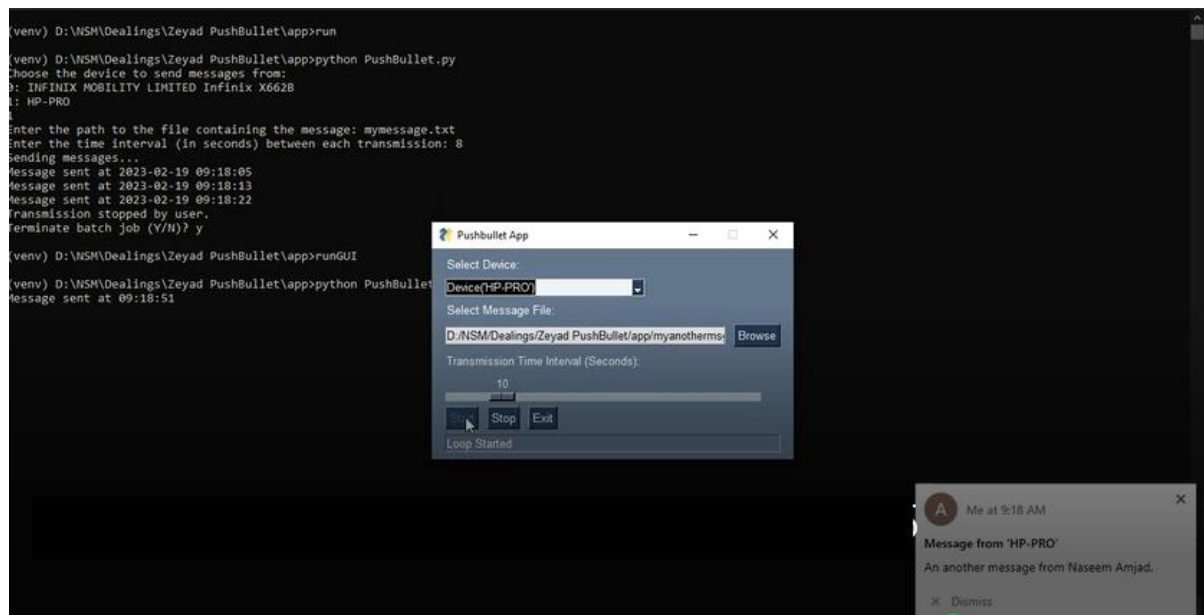 (venv) D:\NSM\Dealings\Zeyad PushBullet\app>run
(venv) D:\NSM\Dealings\Zeyad PushBullet\app>python PushBullet.py
Choose the device to send messages from:
0: INFINIX MOBILITY LIMITED Infinix X662B
1: HP-PRO
1
Enter the path to the file containing the message: mymessage.txt
Enter the time interval (in seconds) between each transmission: 8
Sending messages...
Message sent at 2023-02-19 09:18:05
Message sent at 2023-02-19 09:18:13
Message sent at 2023-02-19 09:18:22
Transmission stopped by user.
Terminate batch job (Y/N)? y
(venv) D:\NSM\Dealings\Zeyad PushBullet\app>runGUI
(venv) D:\NSM\Dealings\Zeyad PushBullet\app>python PushBullet
Message sent at 09:18:51
Pushbullet App
Select Device:
Device('HP-PRO')
Select Message File:
D:/NSM/Dealings/Zeyad PushBullet/app/myanotherms
Browse
Transmission Time Interval (Seconds):
10
Start Stop Exit
Loop Started
A Me at 9:18 AM
Message from 'HP-PRO'
An another message from Naseem Amjad.
Dismiss